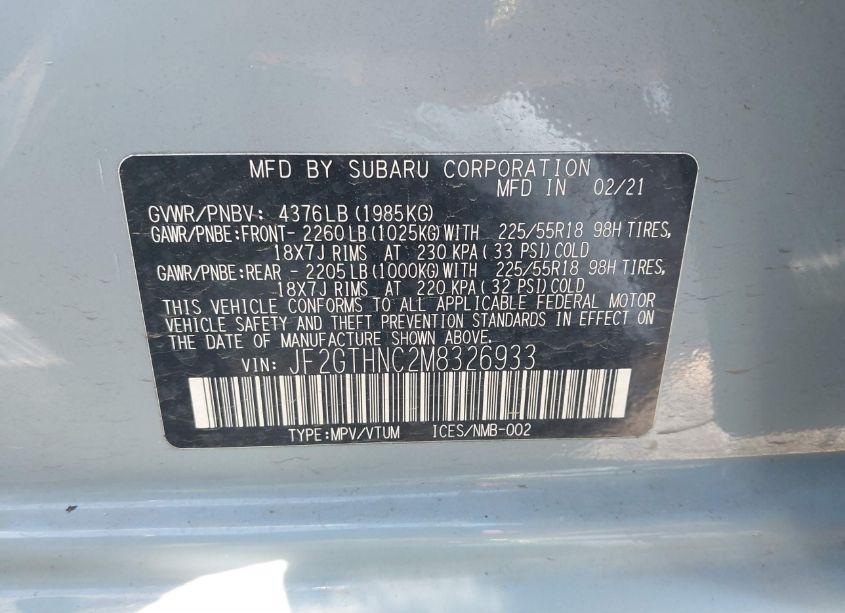 MFD BY SUBARU CORPORATION
MFD IN 02/21
GVWR/PNBV: 4376LB(1985KG)
GAWR/PNBE:FRONT- 2260LB(1025KG)WITH 225/55R18 98H TIRES,
18X7J RIMS AT 230 KPA( 33 PSI)COLD
GAWR/PNBE:REAR - 2205LB(1000KG)WITH 225/55R18 98H TIRES,
18X7J RIMS AT 220 KPA( 32 PSI)COLD
THIS VEHICLE CONFORMS TO ALL APPLICABLE FEDERAL MOTOR
VEHICLE SAFETY AND THEFT PREVENTION STANDARDS IN EFFECT ON
THE DATE OF MANUFACTURE SHOWN ABOVE.
VIN: JF2GTHNC2M8326933
TYPE:MPV/VTUM ICES/NMB-002